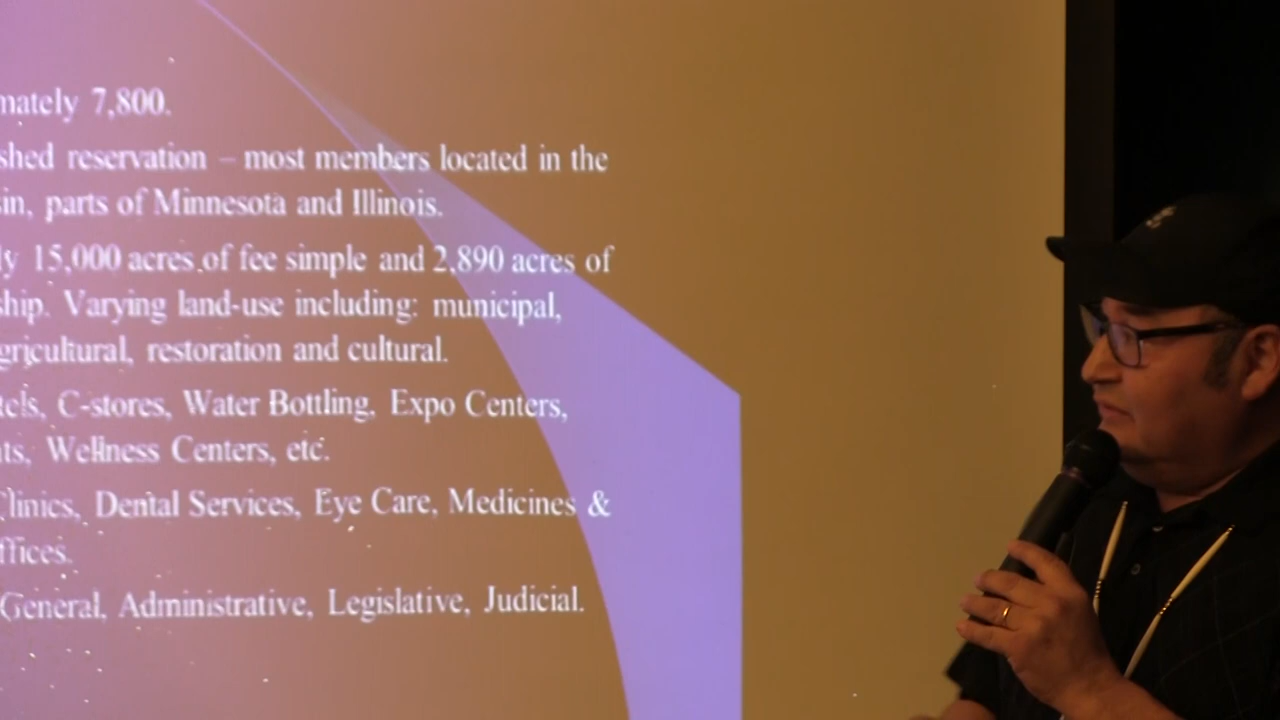 mately 7,800.
shed reservation – most members located in the
sin, parts of Minnesota and Illinois.
ly 15,000 acres of fee simple and 2,890 acres of
ship. Varying land-use including: municipal,
gricultural, restoration and cultural.
tels, C-stores, Water Bottling, Expo Centers,
ts, Wellness Centers, etc.
Clinics, Dental Services, Eye Care, Medicines &
ffices.
General, Administrative, Legislative, Judicial.